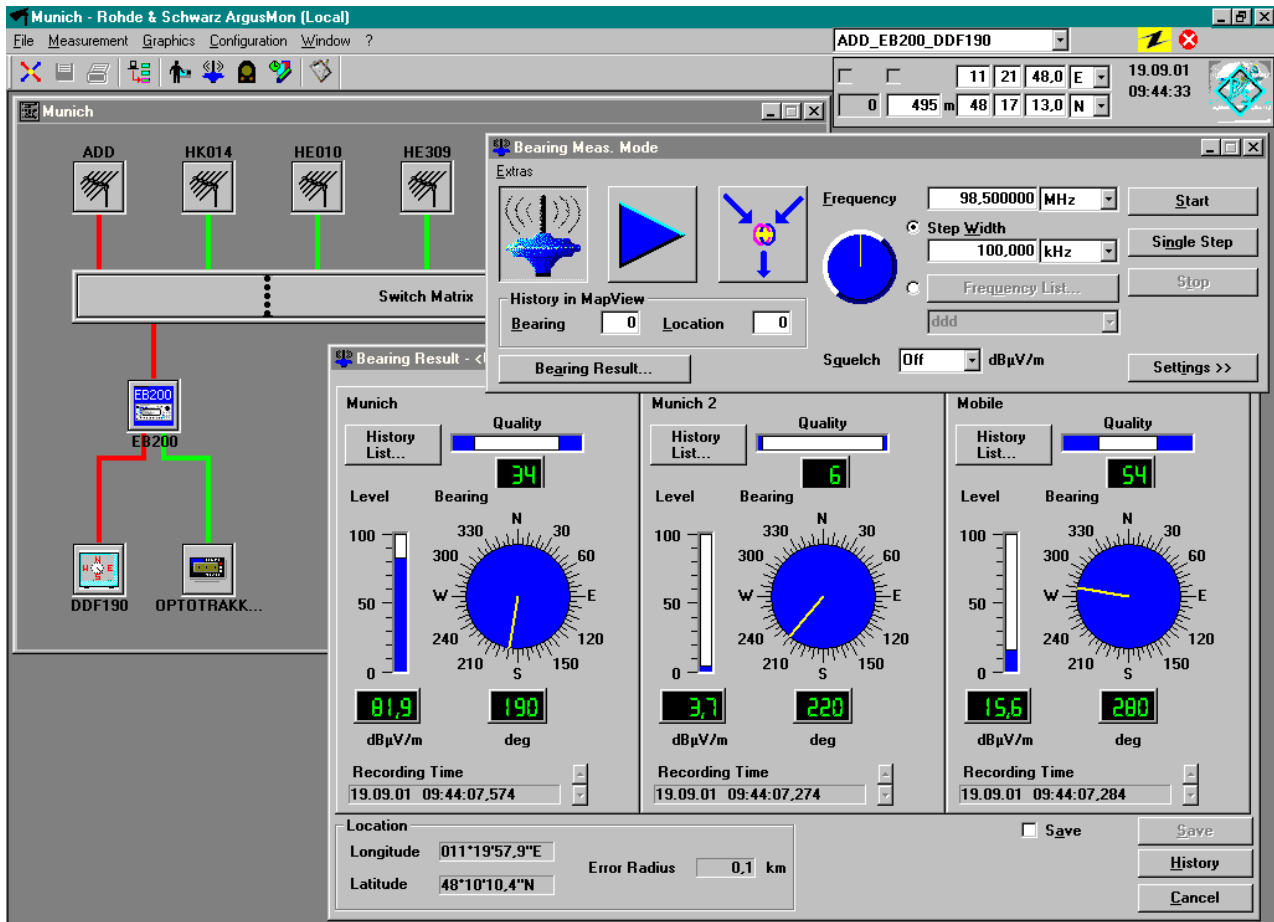 Munich - Rohde & Schwarz ArgusMon (Local)
File Measurement Graphics Configuration Window ?
ADD_EB200_DDF190
11 21 48,0 E
0 495 m 48 17 13,0 N
19.09.01
09:44:33
Munich
ADD HK014 HE010 HE309
Switch Matrix
EB200
EB200
DDF190 OPTOTRAKK...
Bearing Meas. Mode
Extras
Frequency 98,500000 MHz
Step Width
100,000 kHz
Frequency List...
ddd
Squelch Off dBµV/m
Start
Single Step
Stop
Settings >>
History in MapView
Bearing 0 Location 0
Bearing Result...
Bearing Result - <
Munich
History List...
Quality
34
Level Bearing
100
50
0
N 30 60 E 120 150 S 210 240 W 300 330
81,9 190
dBµV/m deg
Recording Time
19.09.01 09:44:07,574
Munich 2
History List...
Quality
6
Level Bearing
100
50
0
N 30 60 E 120 150 S 210 240 W 300 330
3,7 220
dBµV/m deg
Recording Time
19.09.01 09:44:07,274
Mobile
History List...
Quality
54
Level Bearing
100
50
0
N 30 60 E 120 150 S 210 240 W 300 330
15,6 280
dBµV/m deg
Recording Time
19.09.01 09:44:07,284
Location
Longitude 011°19'57,9"E
Latitude 48°10'10,4"N
Error Radius 0,1 km
Save
Save
History
Cancel